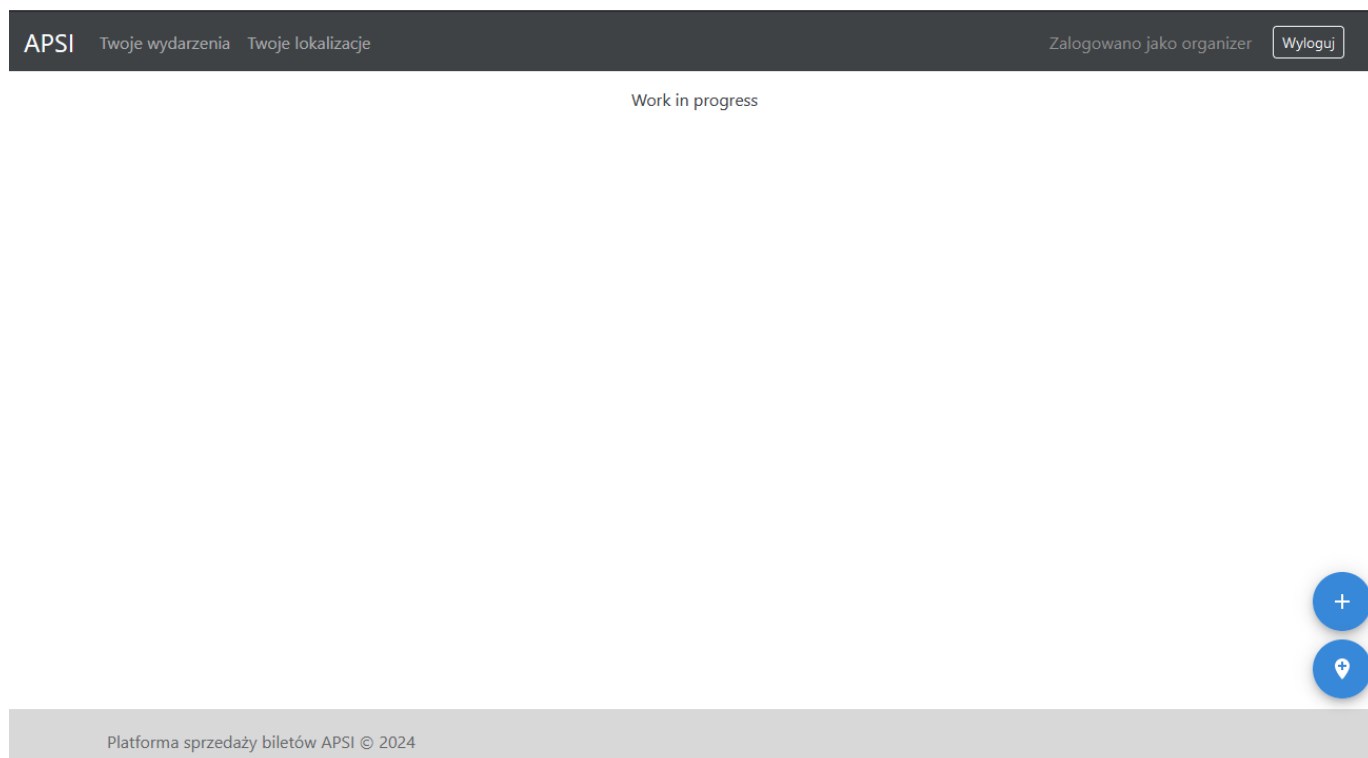 APSI Twoje wydarzenia Twoje lokalizacje Zalogowano jako organizer Wyloguj
Work in progress
Platforma sprzedaży biletów APSI © 2024